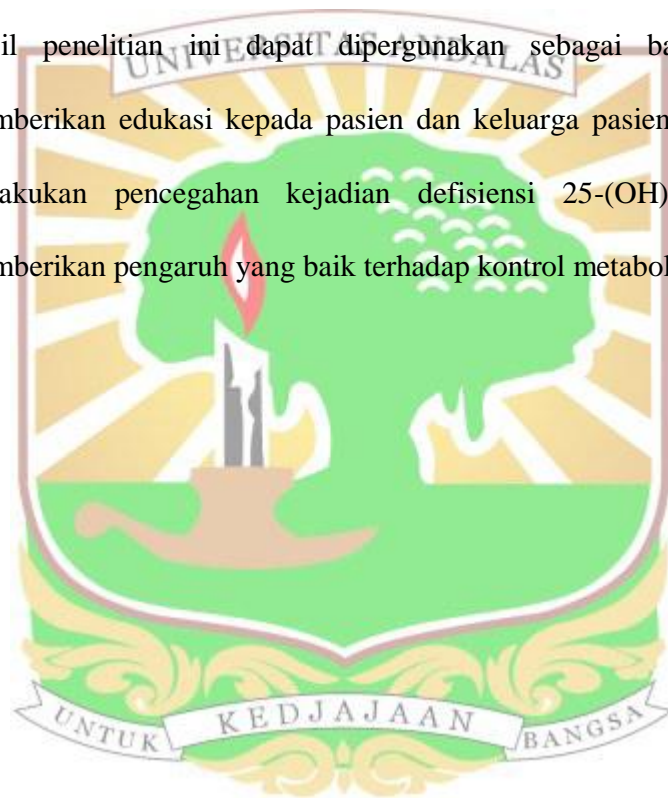 il penelitian ini dapat dipergunakan sebagai ba
UNIVERSITAS ANDALAS
mberikan edukasi kepada pasien dan keluarga pasien
akukan pencegahan kejadian defisiensi 25-(OH)
mberikan pengaruh yang baik terhadap kontrol metabol
UNTUK KEDJAJAAN BANGSA